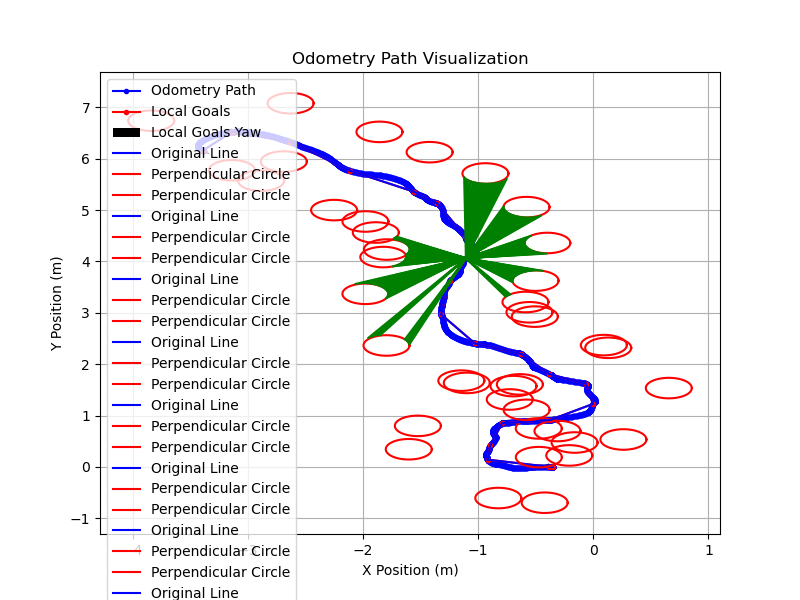 Odometry Path Visualization
Y Position (m)
7
6
5
4
3
2
1
0
−1
−4
−3
−2
−1
0
1
X Position (m)
Odometry Path
Local Goals
Local Goals Yaw
Original Line
Perpendicular Circle
Perpendicular Circle
Original Line
Perpendicular Circle
Perpendicular Circle
Original Line
Perpendicular Circle
Perpendicular Circle
Original Line
Perpendicular Circle
Perpendicular Circle
Original Line
Perpendicular Circle
Perpendicular Circle
Original Line
Perpendicular Circle
Perpendicular Circle
Original Line
Perpendicular Circle
Perpendicular Circle
Original Line